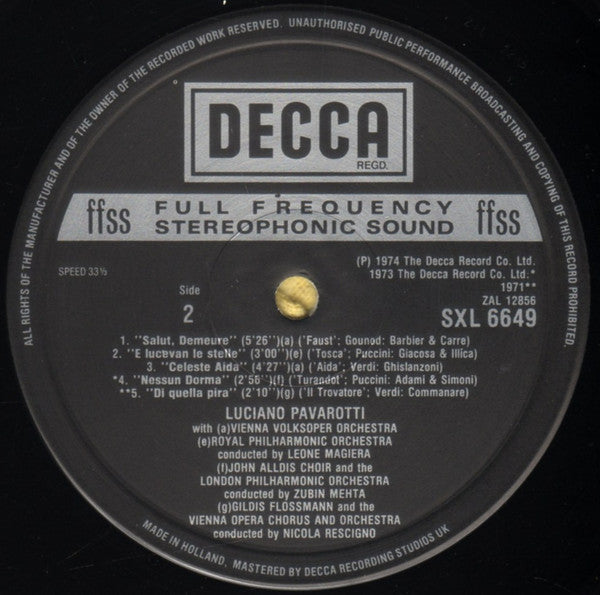 ALL RIGHTS OF THE MANUFACTURER AND OF THE OWNER OF THE RECORDED WORK RESERVED. UNAUTHORISED PUBLIC PERFORMANCE BROADCASTING AND COPYING OF THIS RECORD PROHIBITED.
DECCA
REGD.
ffss FULL FREQUENCY STEREOPHONIC SOUND ffss
SPEED 33⅓
(P) 1974 The Decca Record Co. Ltd.
1973 The Decca Record Co. Ltd.*
1971**
ZAL 12856
Side
2
SXL 6649
1. "Salut, Demeure" (5'26")(a) ('Faust'; Gounod: Barbier & Carre)
2. "E lucevan le stelle" (3'00")(e) ('Tosca'; Puccini: Giacosa & Illica)
3. "Celeste Aida" (4'27")(a) ('Aida'; Verdi: Ghislanzoni)
*4. "Nessun Dorma" (2'55")(f) ('Turandot'; Puccini: Adami & Simoni)
**5. "Di quella pira" (2'10")(g) ('Il Trovatore'; Verdi: Commanare)
LUCIANO PAVAROTTI
with (a)VIENNA VOLKSOPER ORCHESTRA
(e)ROYAL PHILHARMONIC ORCHESTRA
conducted by LEONE MAGIERA
(f)JOHN ALLDIS CHOIR and the
LONDON PHILHARMONIC ORCHESTRA
conducted by ZUBIN MEHTA
(g)GILDIS FLOSSMANN and the
VIENNA OPERA CHORUS AND ORCHESTRA
conducted by NICOLA RESCIGNO
MADE IN HOLLAND, MASTERED BY DECCA RECORDING STUDIOS UK